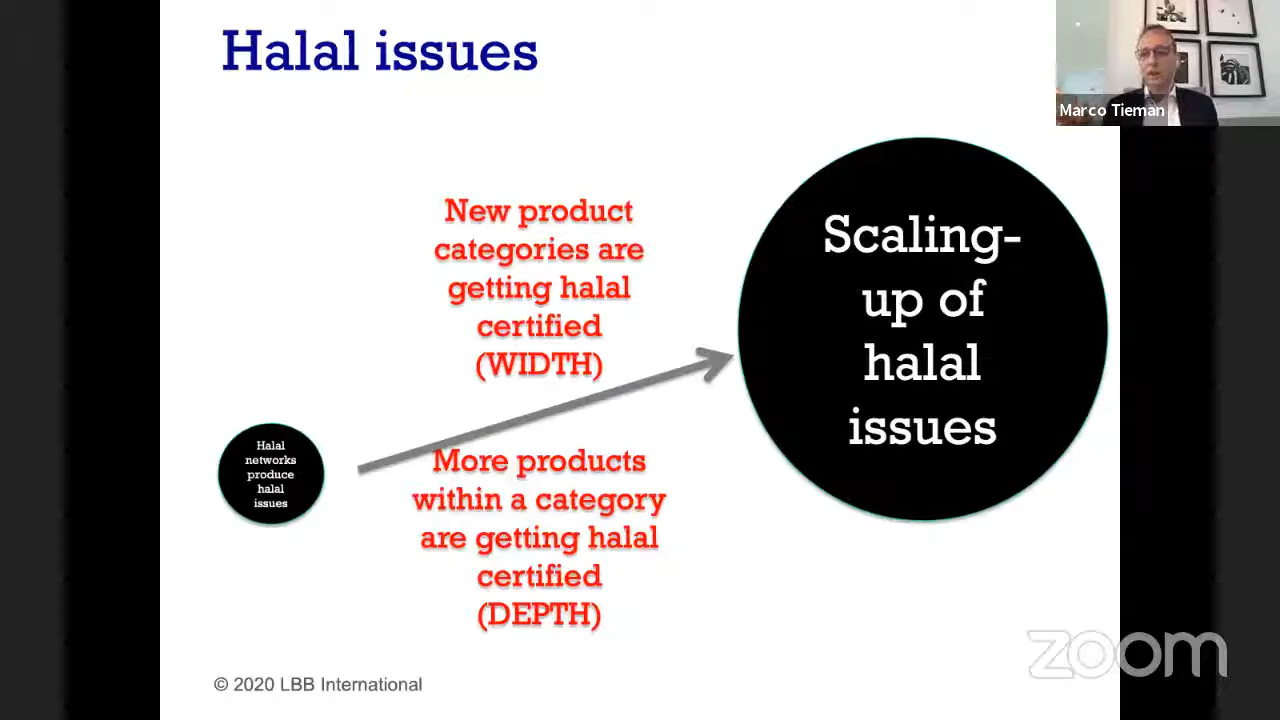 Halal issues
Marco Tieman
New product
categories are
getting halal
certified
(WIDTH)
Scaling-
up of
halal
issues
Halal
networks
produce
halal
issues
More products
within a category
are getting halal
certified
(DEPTH)
zoom
© 2020 LBB International